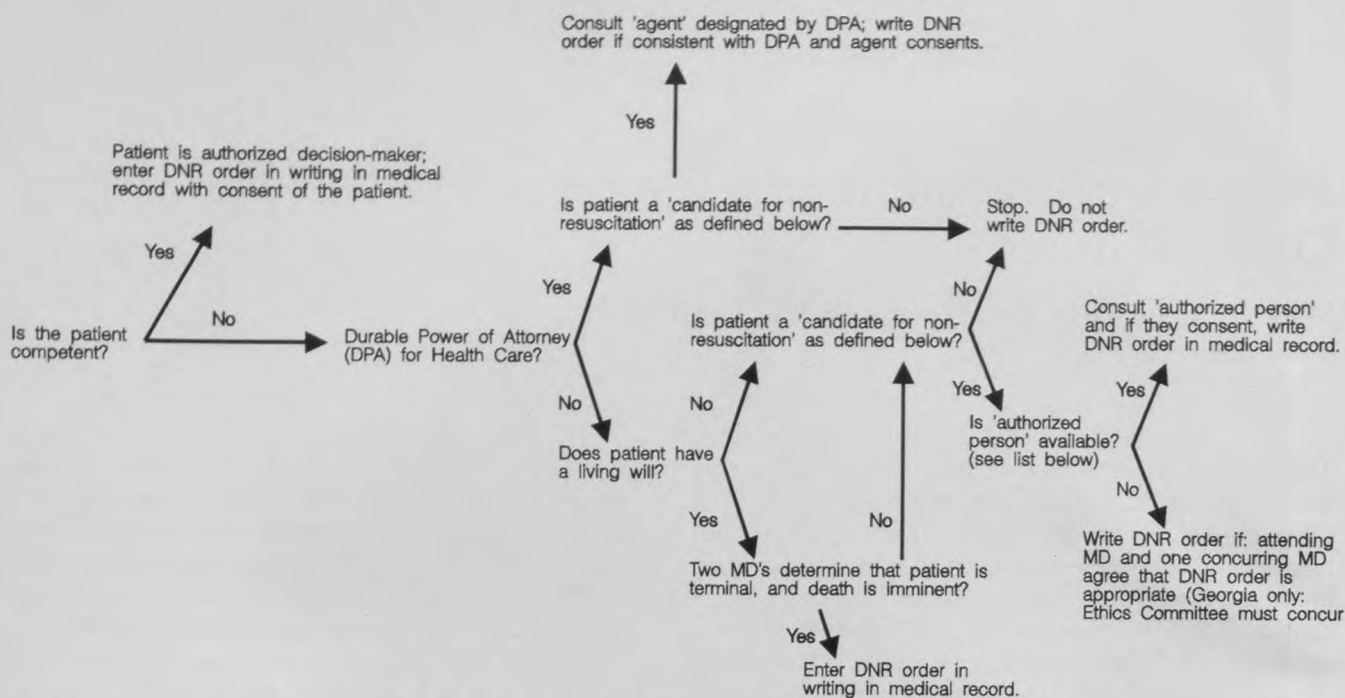 Consult 'agent' designated by DPA; write DNR
order if consistent with DPA and agent consents.
Yes
Patient is authorized decision-maker;
enter DNR order in writing in medical
record with consent of the patient.
Is patient a 'candidate for non-
resuscitation' as defined below?
No
Stop. Do not
write DNR order.
Yes
Yes
No
Is the patient
competent?
No
Durable Power of Attorney
(DPA) for Health Care?
Is patient a 'candidate for non-
resuscitation' as defined below?
Consult 'authorized person'
and if they consent, write
DNR order in medical record.
No
No
Yes
Yes
Does patient have
a living will?
Is 'authorized
person' available?
(see list below)
Yes
No
No
Two MD's determine that patient is
terminal, and death is imminent?
Write DNR order if: attending
MD and one concurring MD
agree that DNR order is
appropriate (Georgia only:
Ethics Committee must concur
Yes
Enter DNR order in
writing in medical record.